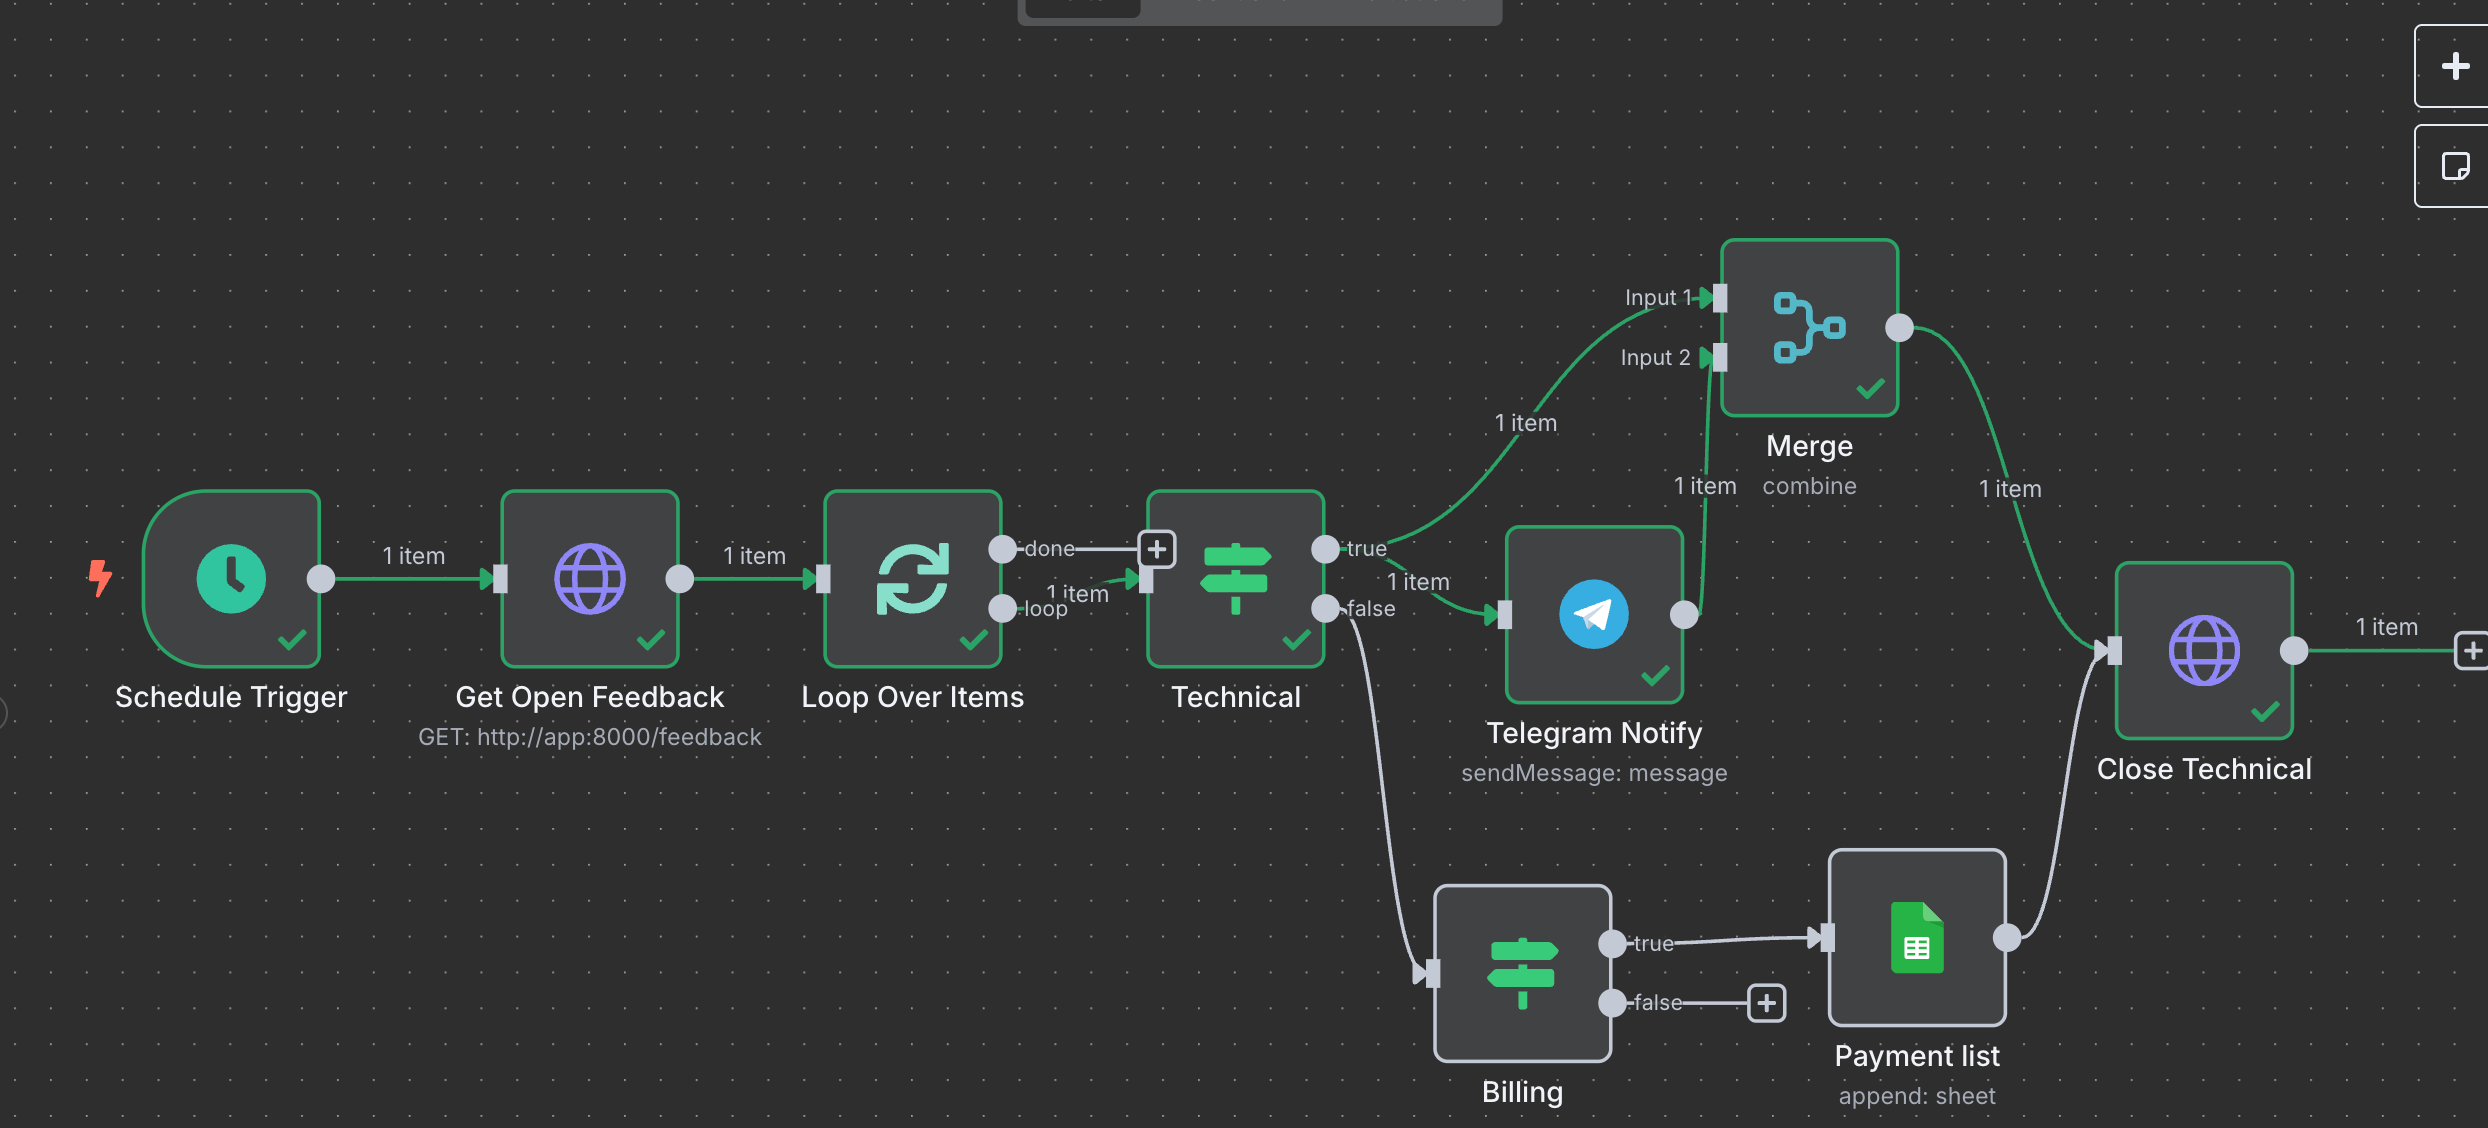 Input 1
Input 2
1 item
Merge
combine
1 item
1 item
1 item
1 item
done
1 item
loop
true
1 item
false
1 item
Schedule Trigger
Get Open Feedback
GET: http://app:8000/feedback
Loop Over Items
Technical
Telegram Notify
sendMessage: message
Close Technical
true
false
Billing
Payment list
append: sheet